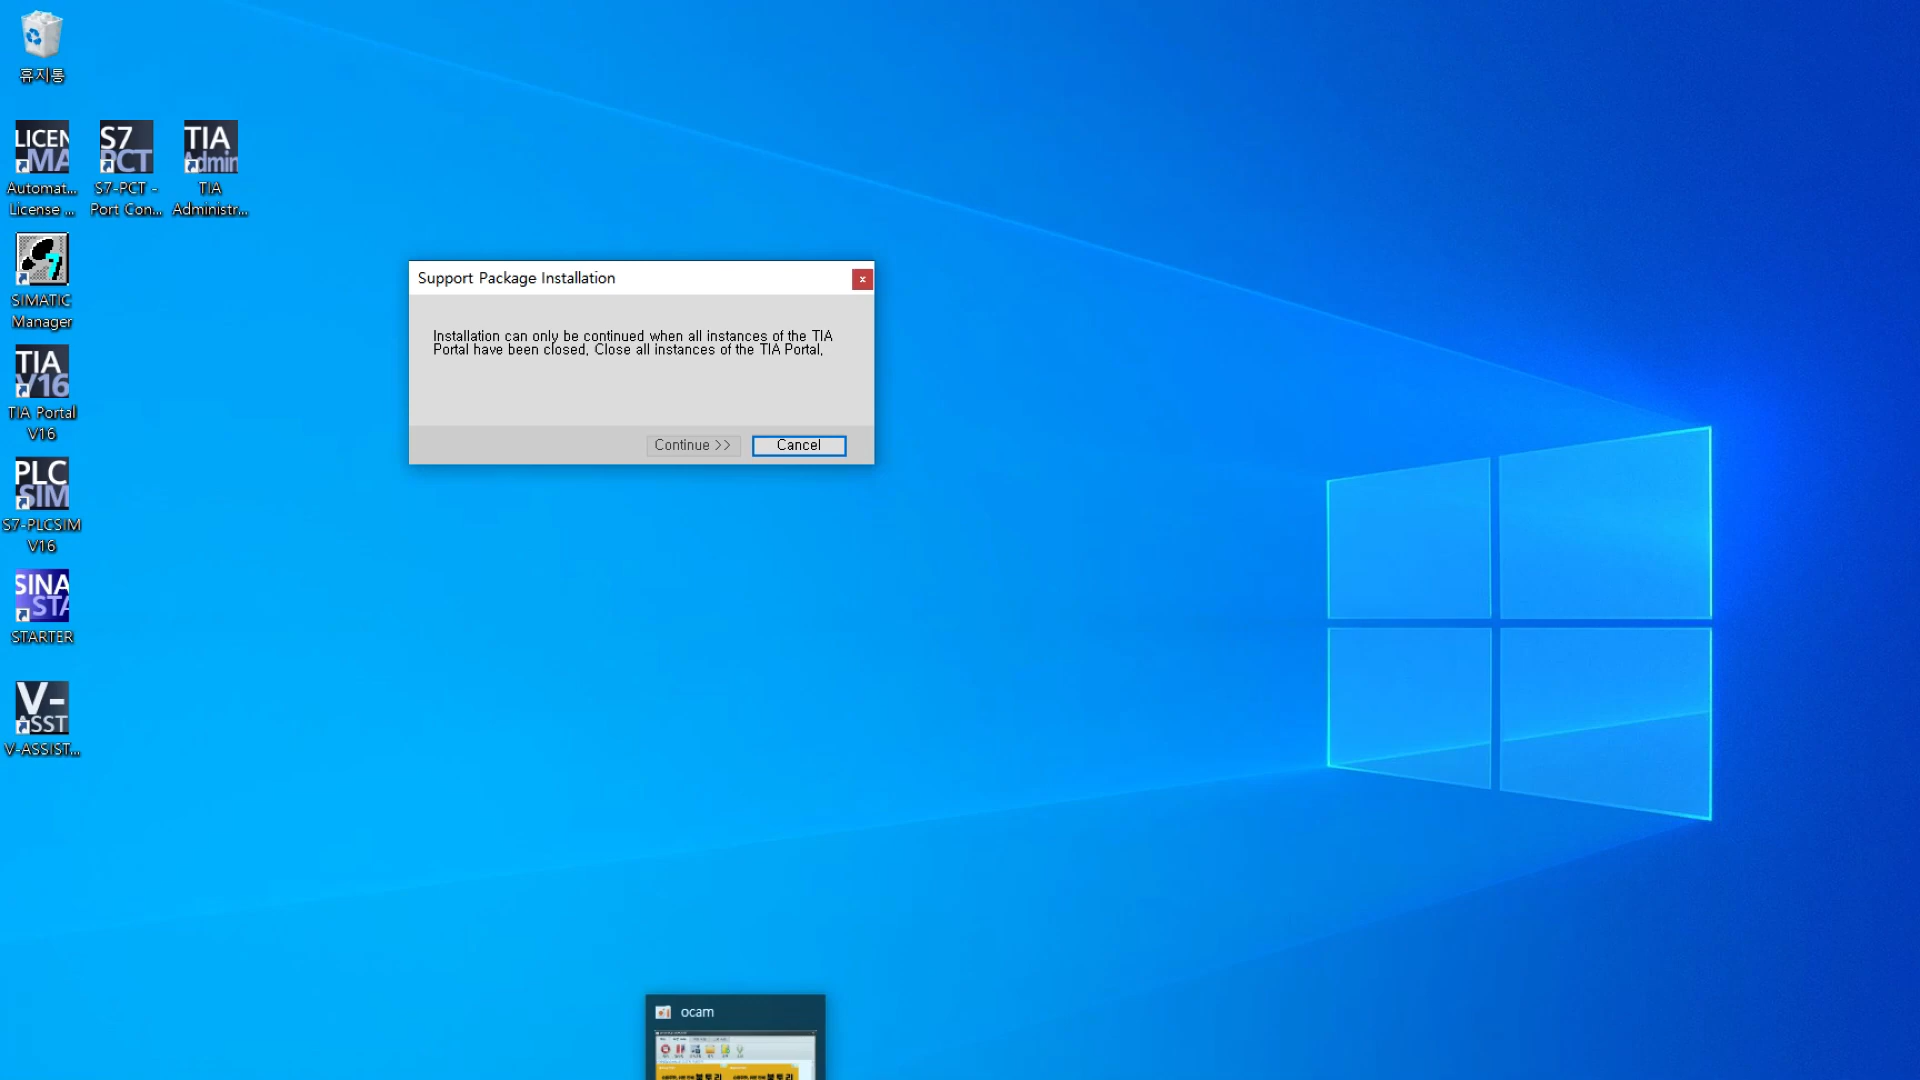 휴지통
LICEN
MA
Automat...
License ...
S7
PCT
S7-PCT -
Port Con...
TIA
Admin
TIA
Administr...
7
SIMATIC
Manager
TIA
V16
TIA Portal
V16
PLC
SIM
S7-PLCSIM
V16
SINA
STA
STARTER
V-
ASST
V-ASSIST...
Support Package Installation
x
Installation can only be continued when all instances of the TIA
Portal have been closed. Close all instances of the TIA Portal.
Continue >>
Cancel
ocam